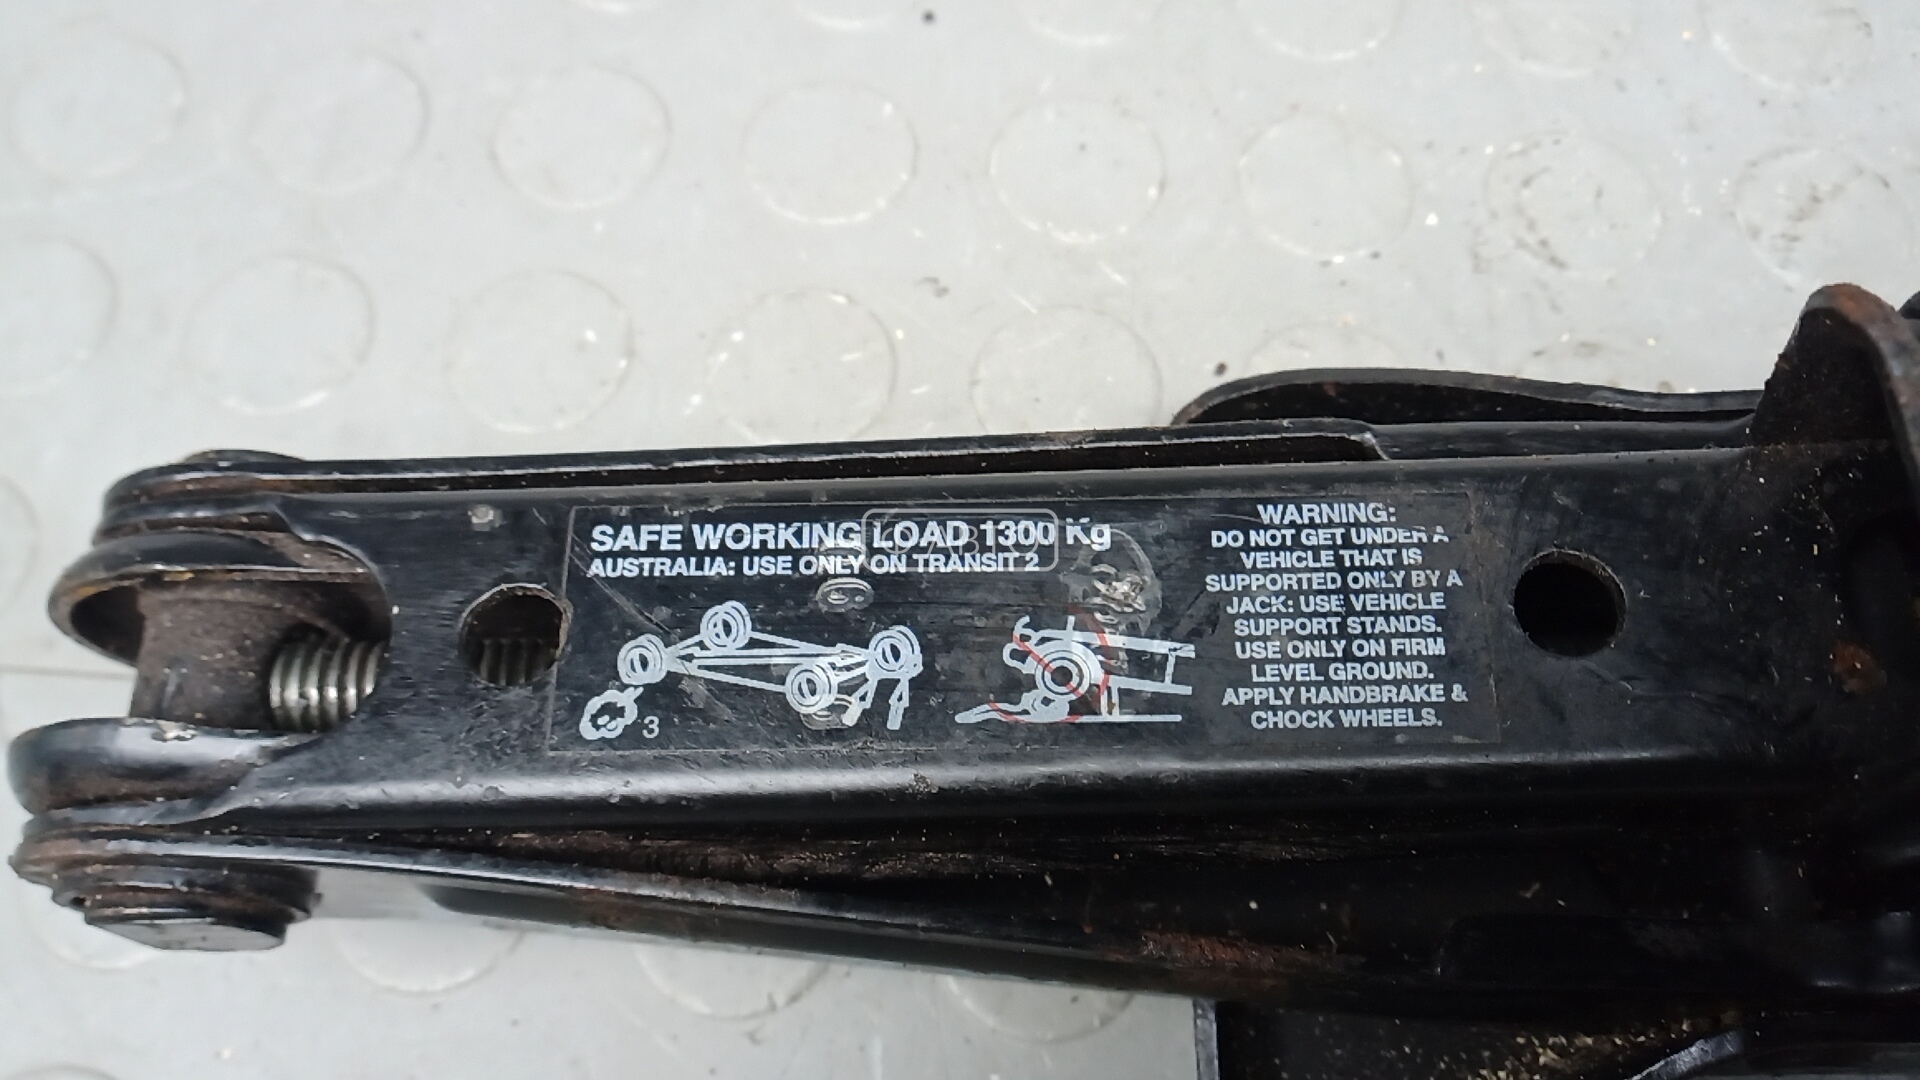 SAFE WORKING LOAD 1300 Kg
AUSTRALIA: USE ONLY ON TRANSIT 2
3
WARNING:
DO NOT GET UNDER A
VEHICLE THAT IS
SUPPORTED ONLY BY A
JACK: USE VEHICLE
SUPPORT STANDS.
USE ONLY ON FIRM
LEVEL GROUND.
APPLY HANDBRAKE &
CHOCK WHEELS.